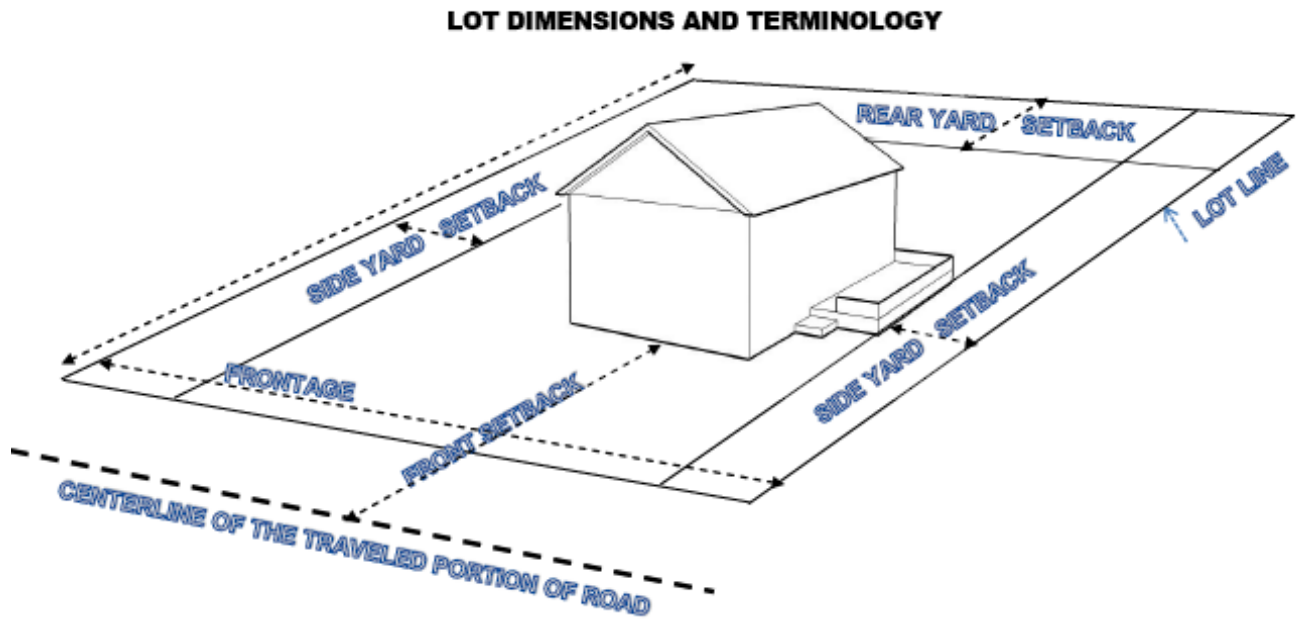 LOT DIMENSIONS AND TERMINOLOGY
REAR YARD SETBACK
SIDE YARD SETBACK
LOT LINE
SIDE YARD SETBACK
FRONTAGE
FRONT SETBACK
CENTERLINE OF THE TRAVELED PORTION OF ROAD